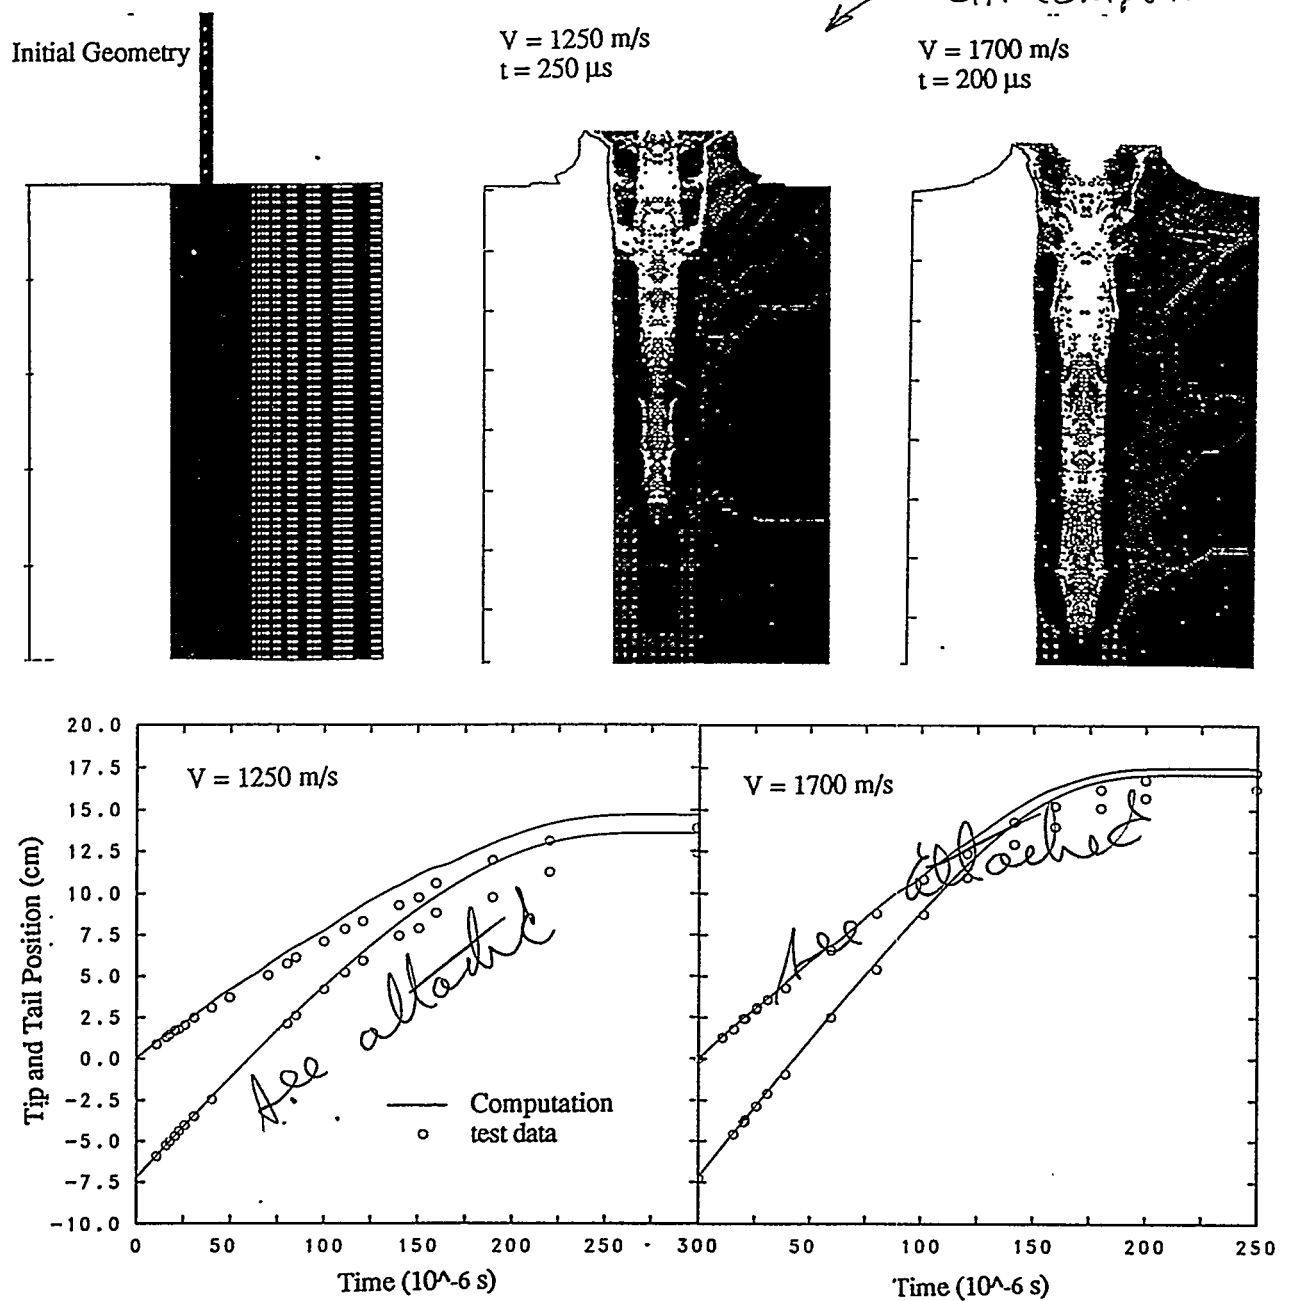 Initial Geometry
V = 1250 m/s
t = 250 μs
V = 1700 m/s
t = 200 μs
20.0
17.5
15.0
12.5
10.0
7.5
5.0
2.5
0.0
-2.5
-5.0
-7.5
-10.0
Tip and Tail Position (cm)
V = 1250 m/s
See attached
Computation
test data
0 50 100 150 200 250 300
Time (10^-6 s)
V = 1700 m/s
See attached
50 100 150 200 250
Time (10^-6 s)